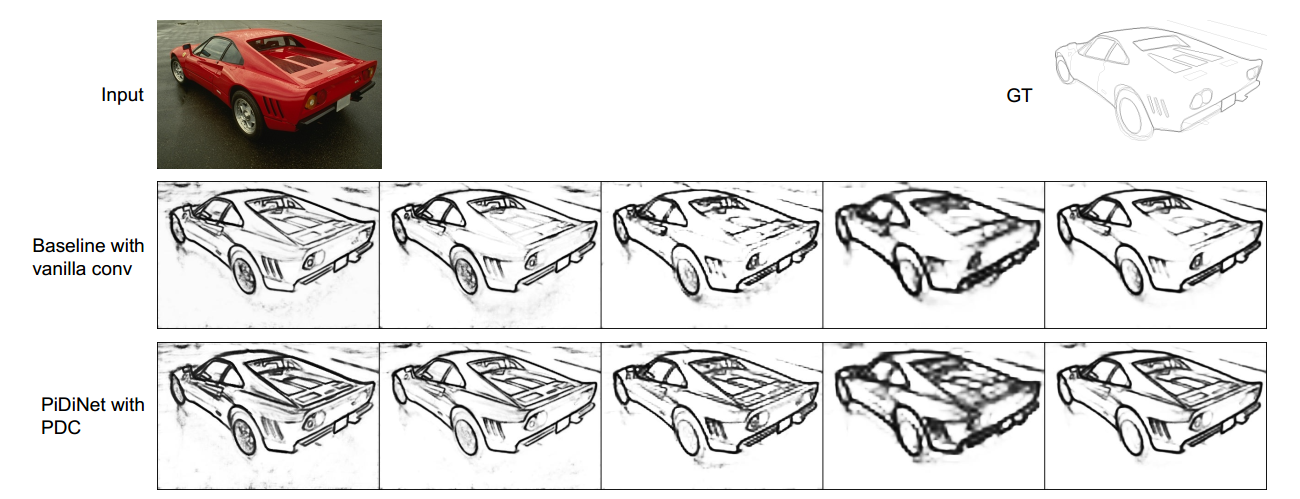 Input
GT
Baseline with
vanilla conv
PiDiNet with
PDC